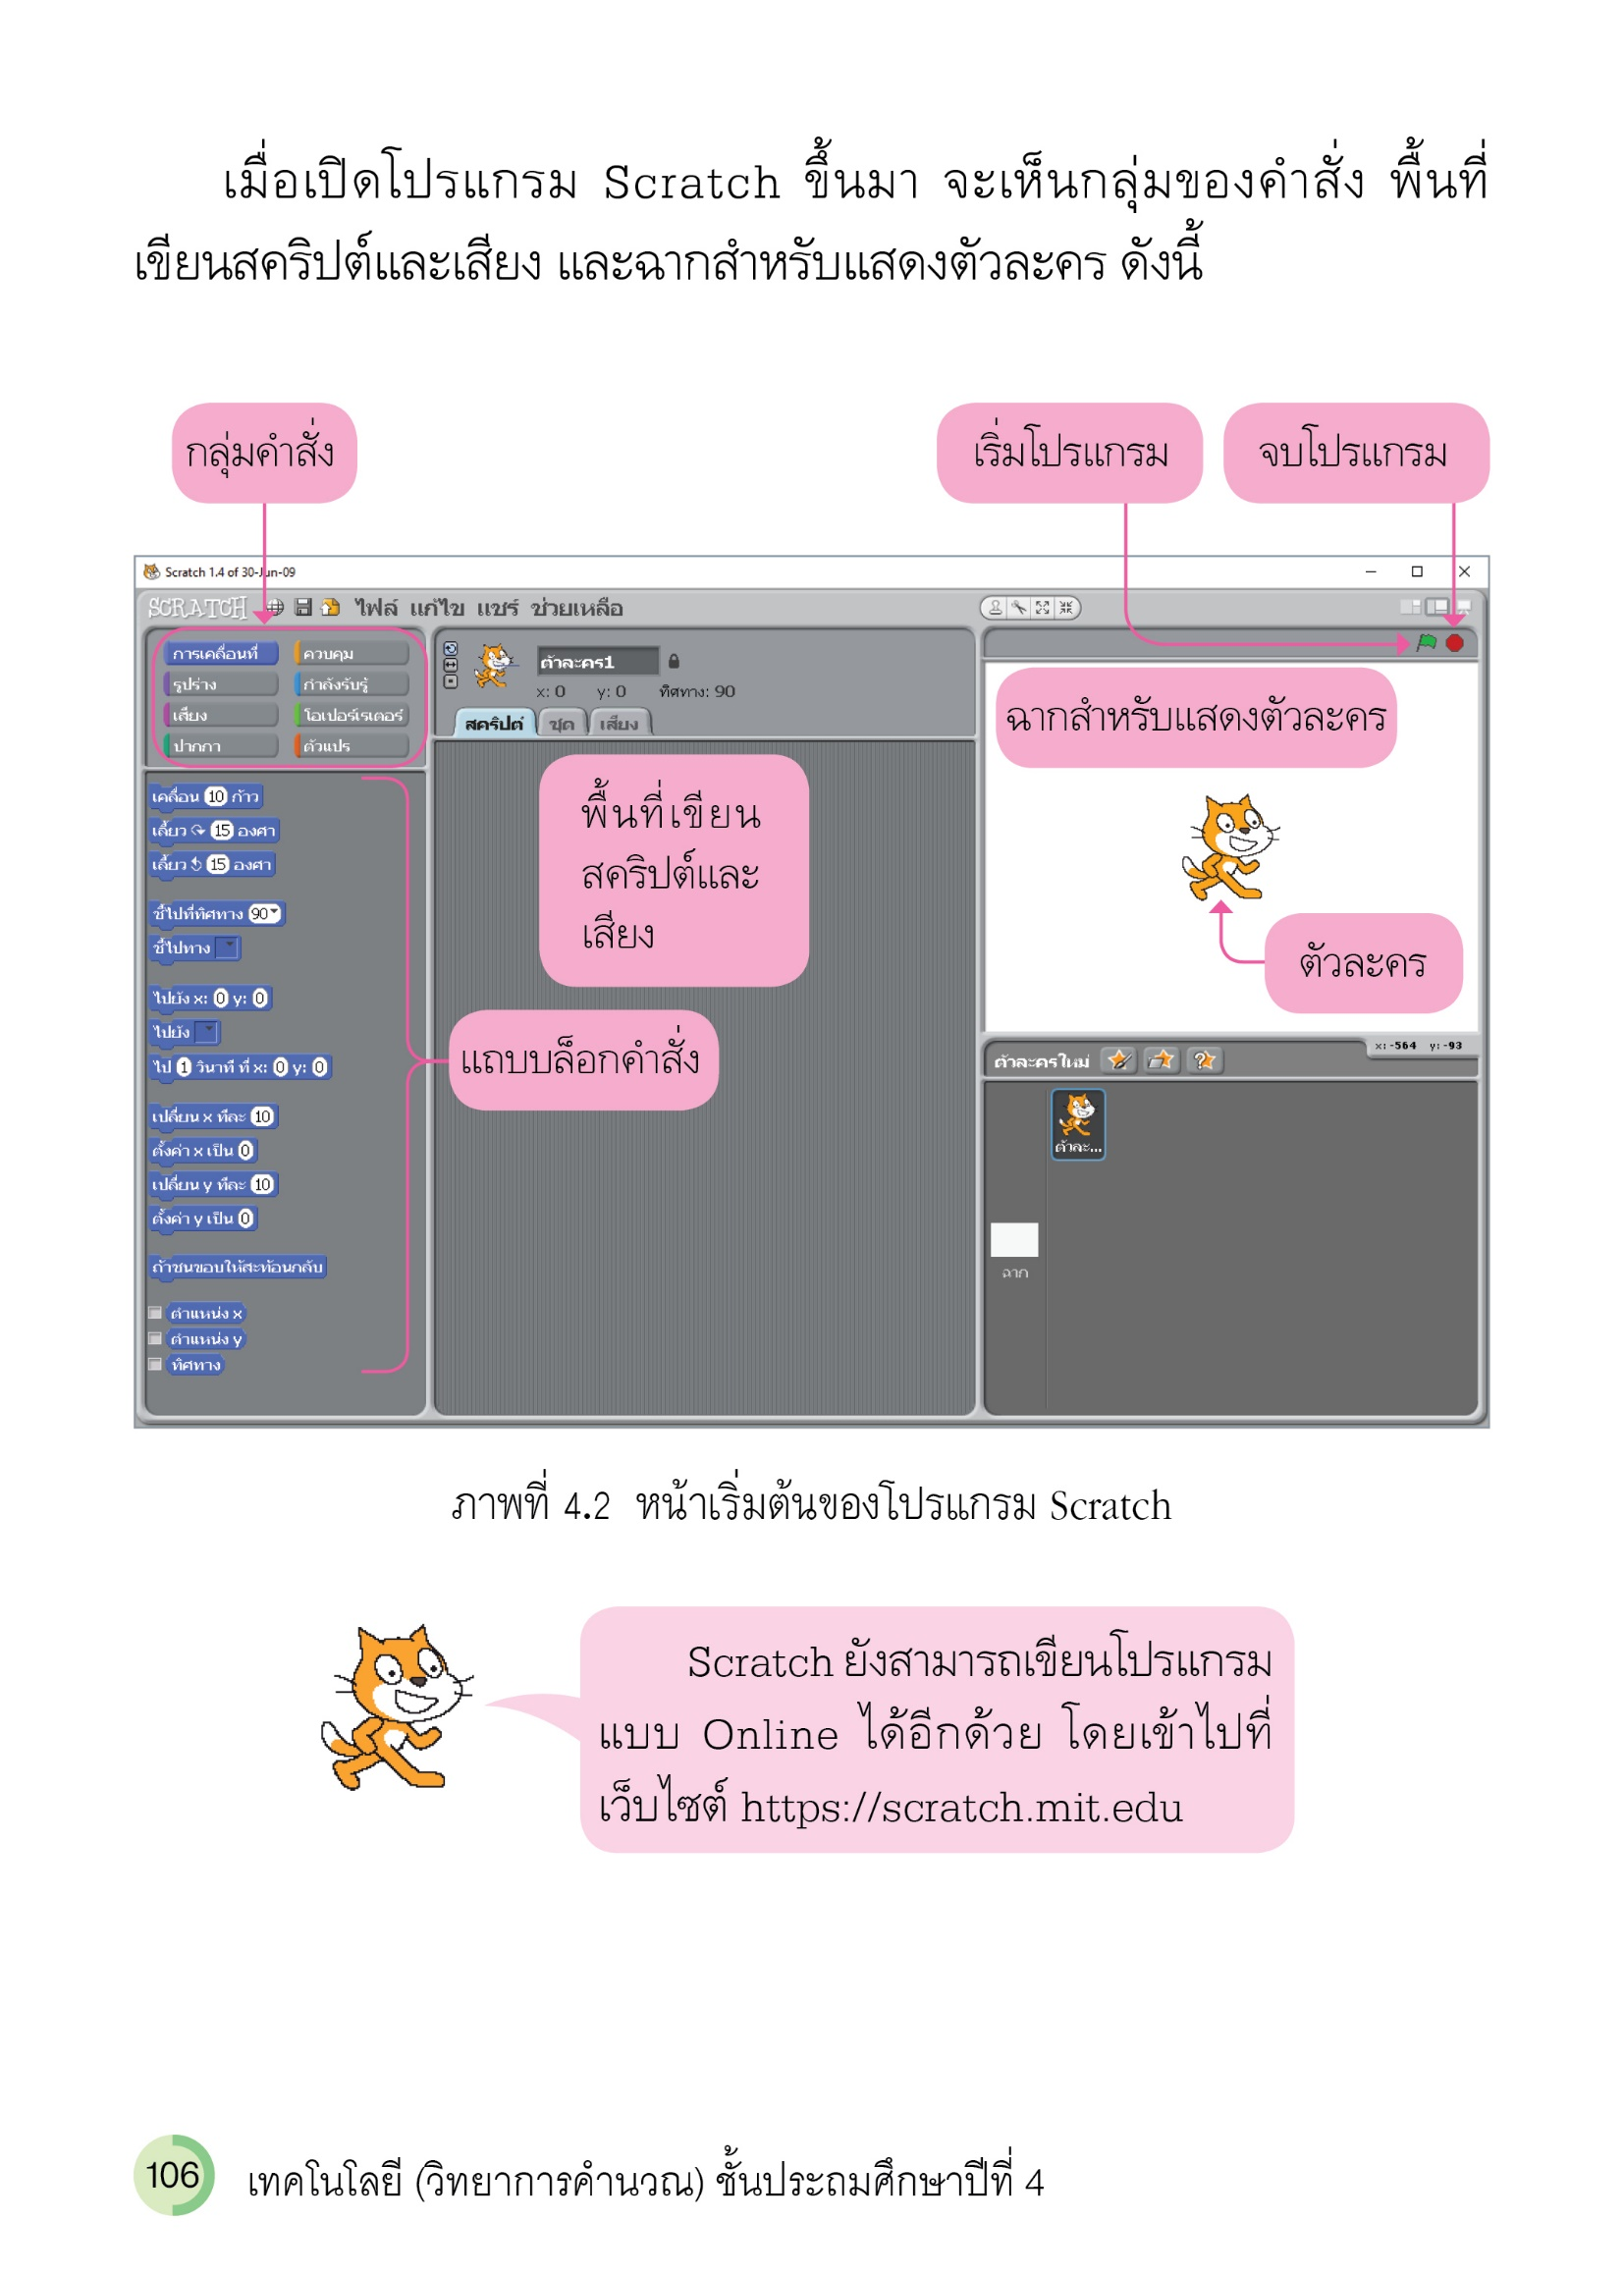 เมื่อเปิดโปรแกรม Scratch ขึ้นมา จะเห็นกลุ่มของคำสั่ง พื้นที่
เขียนสคริปต์และเสียง และฉากสำหรับแสดงตัวละคร ดังนี้
กลุ่มคำสั่ง
เริ่มโปรแกรม
จบโปรแกรม
Scratch 1.4 of 30-Jun-09
SCRATCH
ไฟล์ แก้ไข แชร์ ช่วยเหลือ
การเคลื่อนที่
ควบคุม
รูปร่าง
กำลังรับรู้
เสียง
โอเปอร์เรเตอร์
ปากกา
ตัวแปร
ตัวละคร1
x: 0 y: 0 ทิศทาง: 90
สคริปต์
ชุด
เสียง
ฉากสำหรับแสดงตัวละคร
พื้นที่เขียน
สคริปต์และ
เสียง
ตัวละคร
แถบบล็อกคำสั่ง
เคลื่อน 10 ก้าว
เลี้ยว 15 องศา
เลี้ยว 15 องศา
ชี้ไปที่ทิศทาง 90
ชี้ไปทาง
ไปยัง x: 0 y: 0
ไปยัง
ไป 1 วินาที ที่ x: 0 y: 0
เปลี่ยน x ทีละ 10
ตั้งค่า x เป็น 0
เปลี่ยน y ทีละ 10
ตั้งค่า y เป็น 0
ถ้าชนขอบให้สะท้อนกลับ
ตำแหน่ง x
ตำแหน่ง y
ทิศทาง
x: -564 y: -93
ตัวละครใหม่
ตัวละ...
ฉาก
ภาพที่ 4.2 หน้าเริ่มต้นของโปรแกรม Scratch
Scratch ยังสามารถเขียนโปรแกรม
แบบ Online ได้อีกด้วย โดยเข้าไปที่
เว็บไซต์ https://scratch.mit.edu
106 เทคโนโลยี (วิทยาการคำนวณ) ชั้นประถมศึกษาปีที่ 4